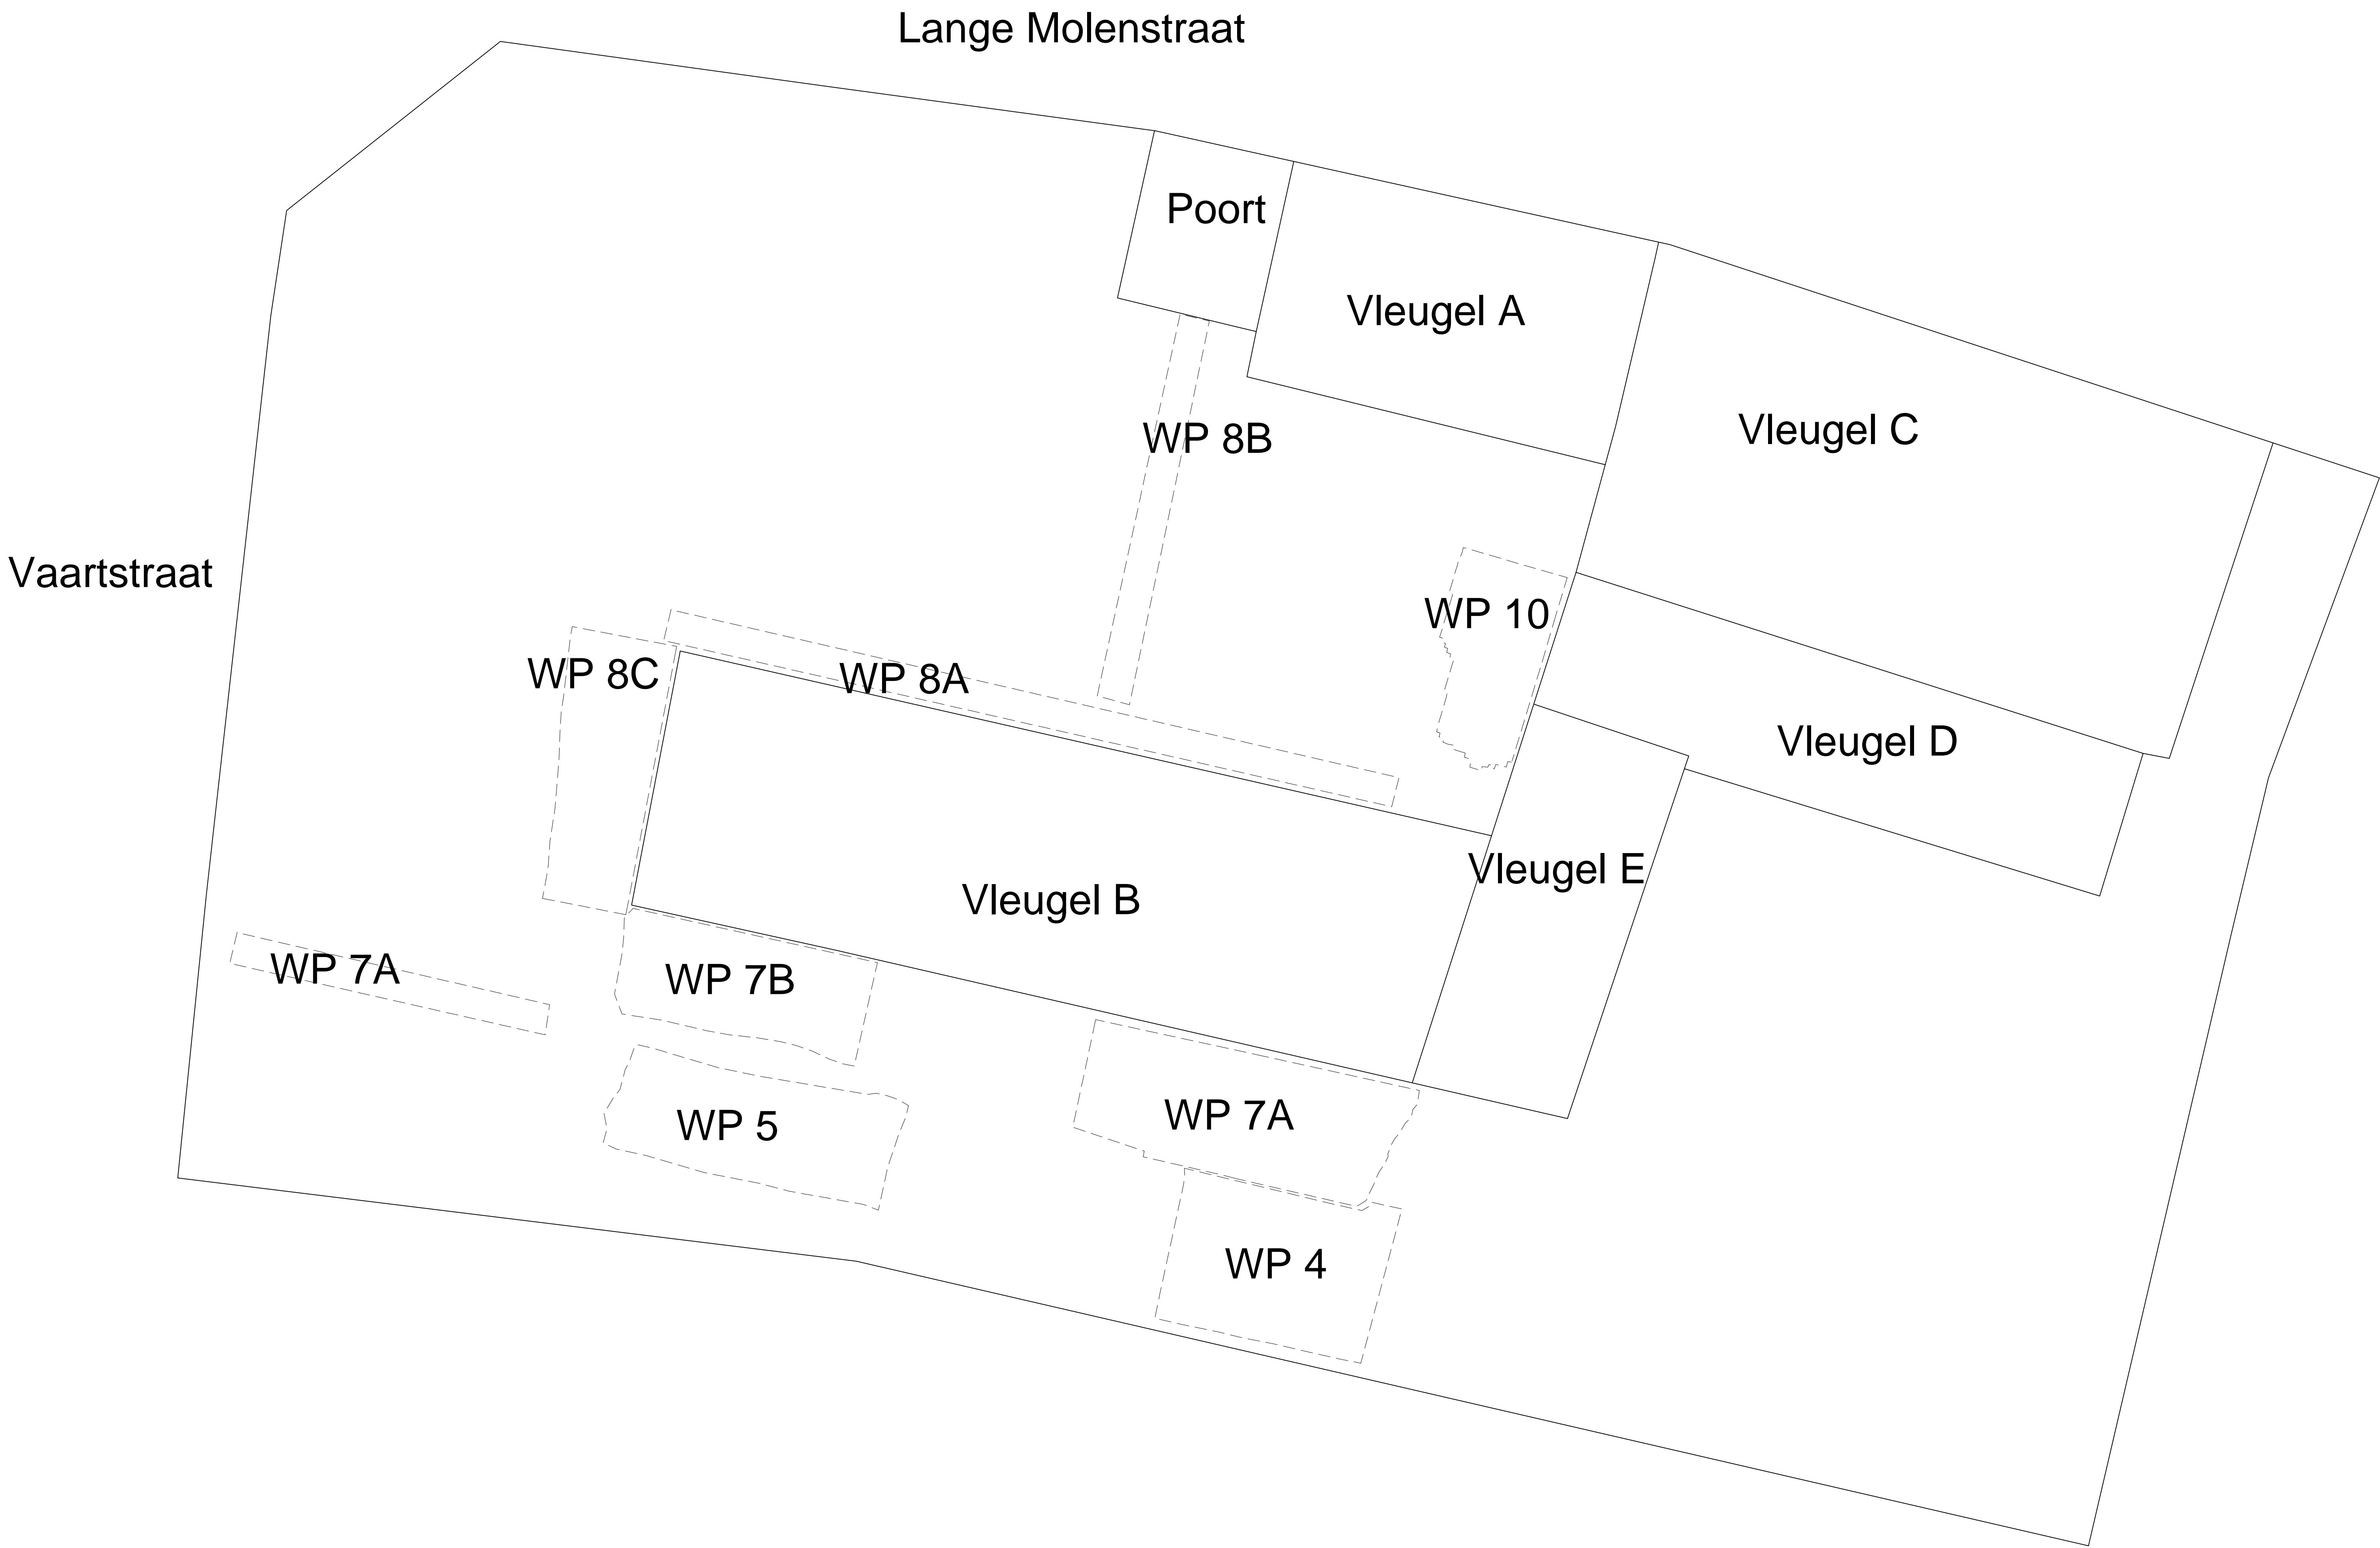 Lange Molenstraat
Poort
Vleugel A
Vleugel C
WP 8B
Vaartstraat
WP 10
WP 8C
WP 8A
Vleugel D
Vleugel E
Vleugel B
WP 7A
WP 7B
WP 7A
WP 5
WP 4